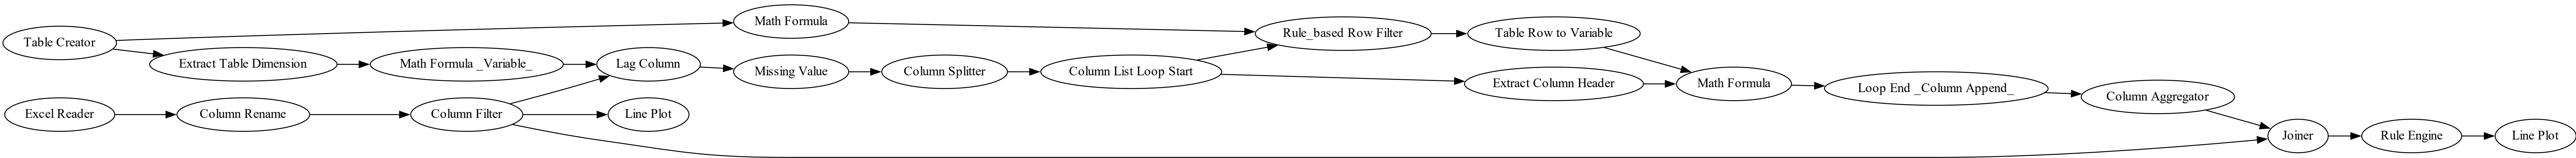 Table Creator
Math Formula
Extract Table Dimension
Math Formula _Variable_
Lag Column
Missing Value
Column Splitter
Column List Loop Start
Rule_based Row Filter
Table Row to Variable
Extract Column Header
Math Formula
Loop End _Column Append_
Column Aggregator
Excel Reader
Column Rename
Column Filter
Line Plot
Joiner
Rule Engine
Line Plot